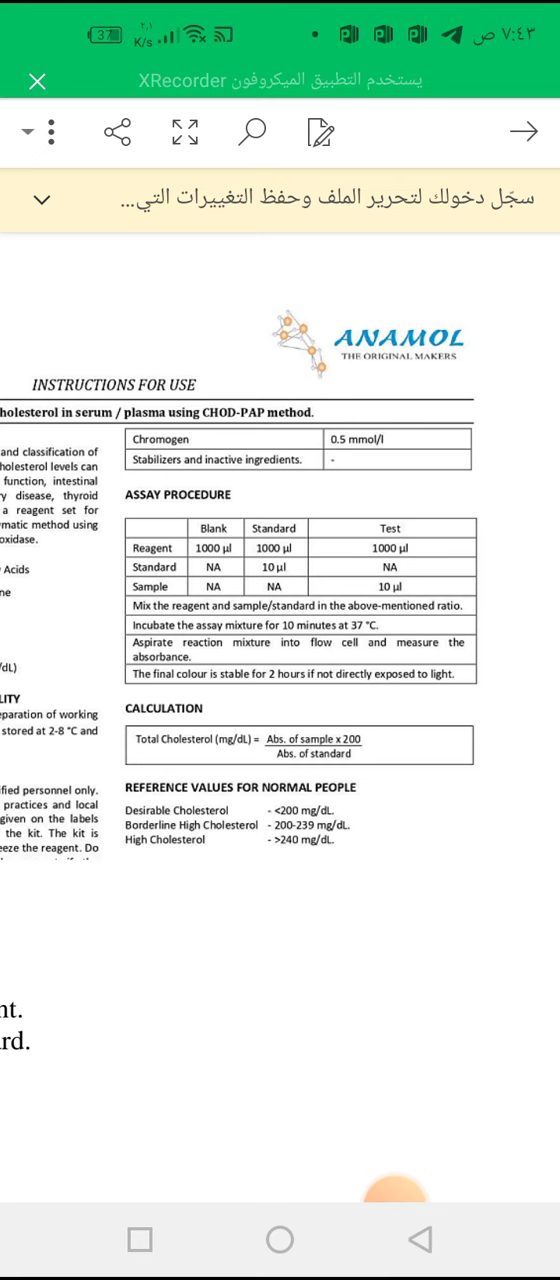 37
٢,١
K/s
٧:٤٣ ص
يستخدم التطبيق الميكروفون XRecorder
سجّل دخولك لتحرير الملف وحفظ التغييرات التي...
ANAMOL
THE ORIGINAL MAKERS
INSTRUCTIONS FOR USE
holesterol in serum / plasma using CHOD-PAP method.
and classification of
holesterol levels can
function, intestinal
y disease, thyroid
a reagent set for
matic method using
oxidase.
Acids
ne
/dL)
LITY
eparation of working
stored at 2-8 °C and
ified personnel only.
practices and local
given on the labels
the kit. The kit is
eeze the reagent. Do
Chromogen 0.5 mmol/l
Stabilizers and inactive ingredients. -
ASSAY PROCEDURE
Blank Standard Test
Reagent 1000 µl 1000 µl 1000 µl
Standard NA 10 µl NA
Sample NA NA 10 µl
Mix the reagent and sample/standard in the above-mentioned ratio.
Incubate the assay mixture for 10 minutes at 37 °C.
Aspirate reaction mixture into flow cell and measure the
absorbance.
The final colour is stable for 2 hours if not directly exposed to light.
CALCULATION
Total Cholesterol (mg/dL) = Abs. of sample x 200
Abs. of standard
REFERENCE VALUES FOR NORMAL PEOPLE
Desirable Cholesterol - <200 mg/dL.
Borderline High Cholesterol - 200-239 mg/dL.
High Cholesterol - >240 mg/dL.
nt.
rd.